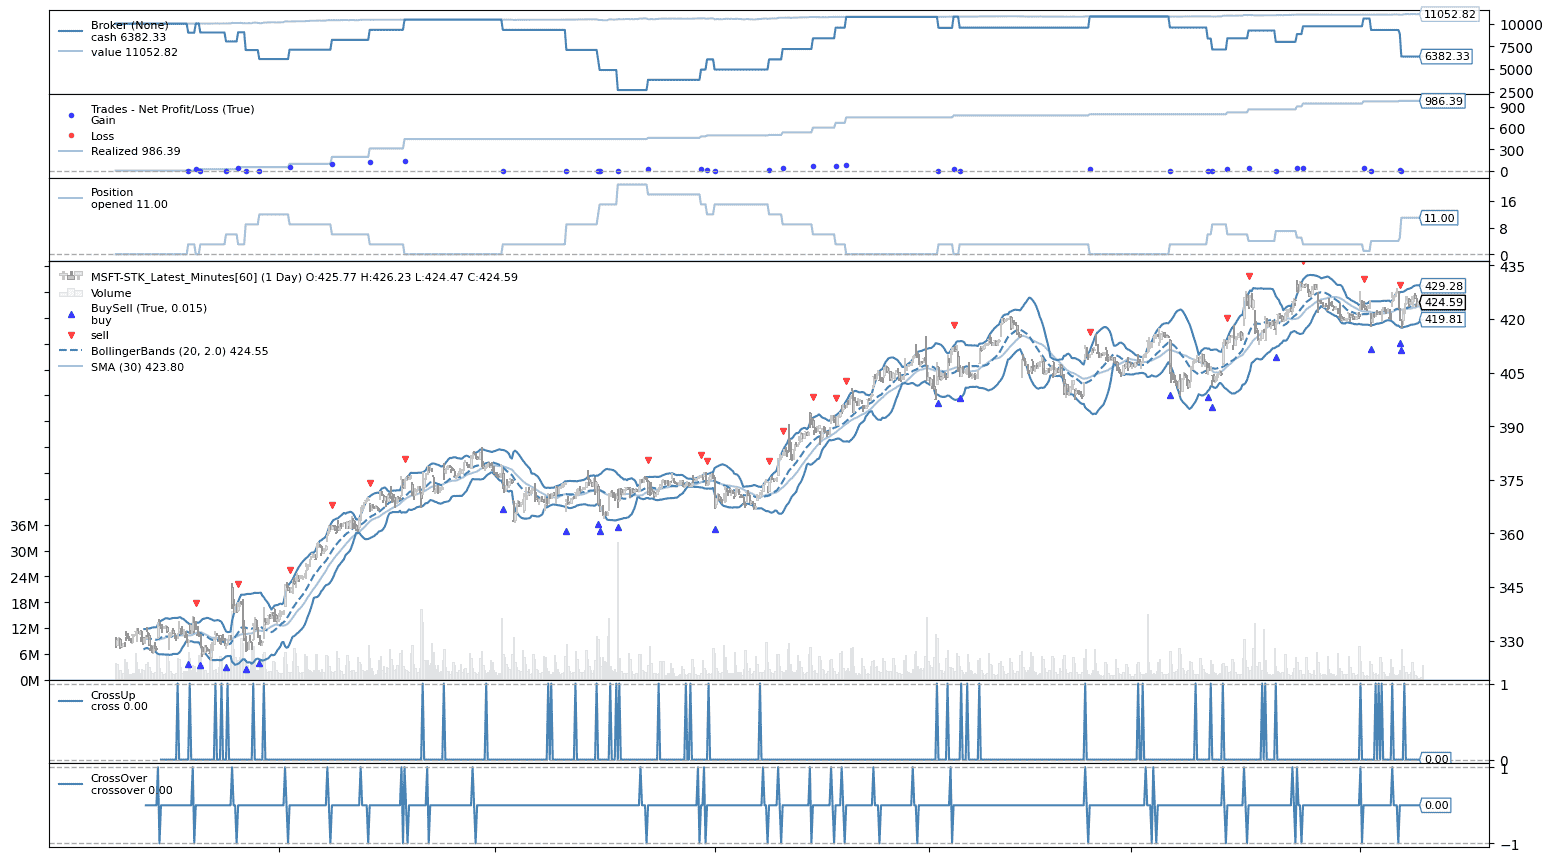 Broker (None)
cash 6382.33
value 11052.82
11052.82
10000
7500
6382.33
5000
2500
Trades - Net Profit/Loss (True)
Gain
Loss
Realized 986.39
986.39
900
600
300
0
Position
opened 11.00
16
11.00
8
0
MSFT-STK_Latest_Minutes[60] (1 Day) O:425.77 H:426.23 L:424.47 C:424.59
Volume
BuySell (True, 0.015)
buy
sell
BollingerBands (20, 2.0) 424.55
SMA (30) 423.80
435
429.28
424.59
419.81
420
405
390
375
360
345
330
36M
30M
24M
18M
12M
6M
0M
CrossUp
cross 0.00
1
0.00
0
CrossOver
crossover 0.00
1
0.00
−1